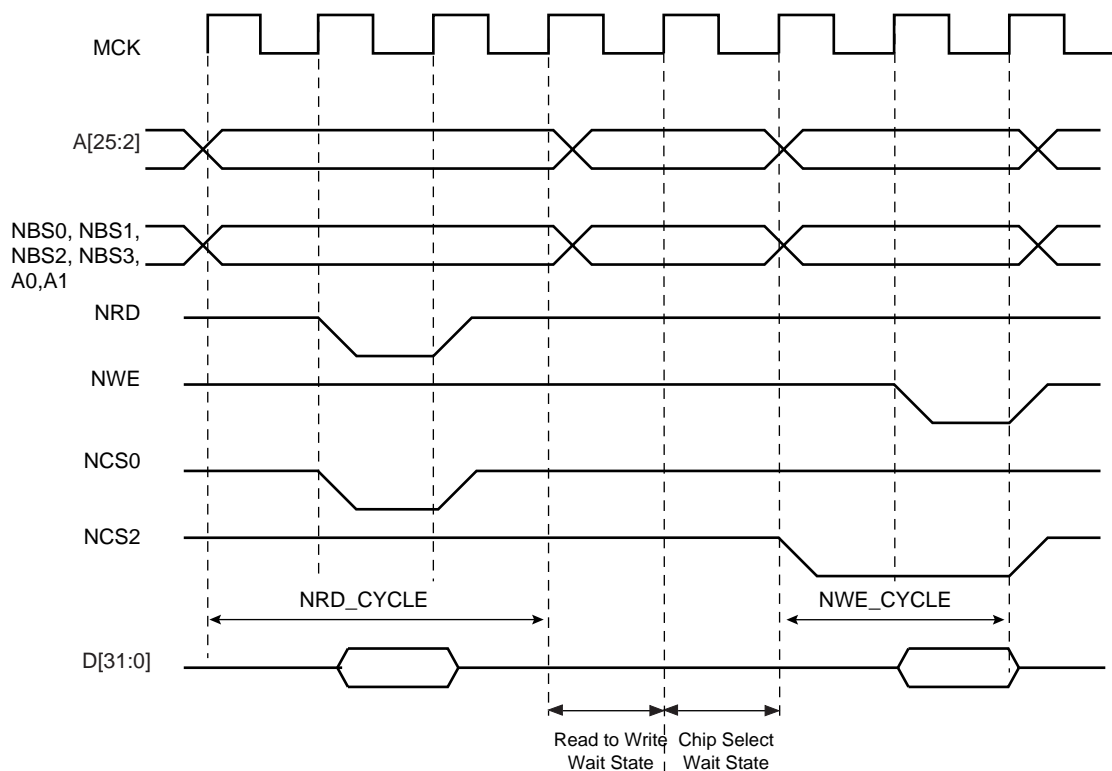 MCK
A[25:2]
NBS0, NBS1,
NBS2, NBS3,
A0,A1
NRD
NWE
NCS0
NCS2
NRD_CYCLE
NWE_CYCLE
D[31:0]
Read to Write
Wait State
Chip Select
Wait State